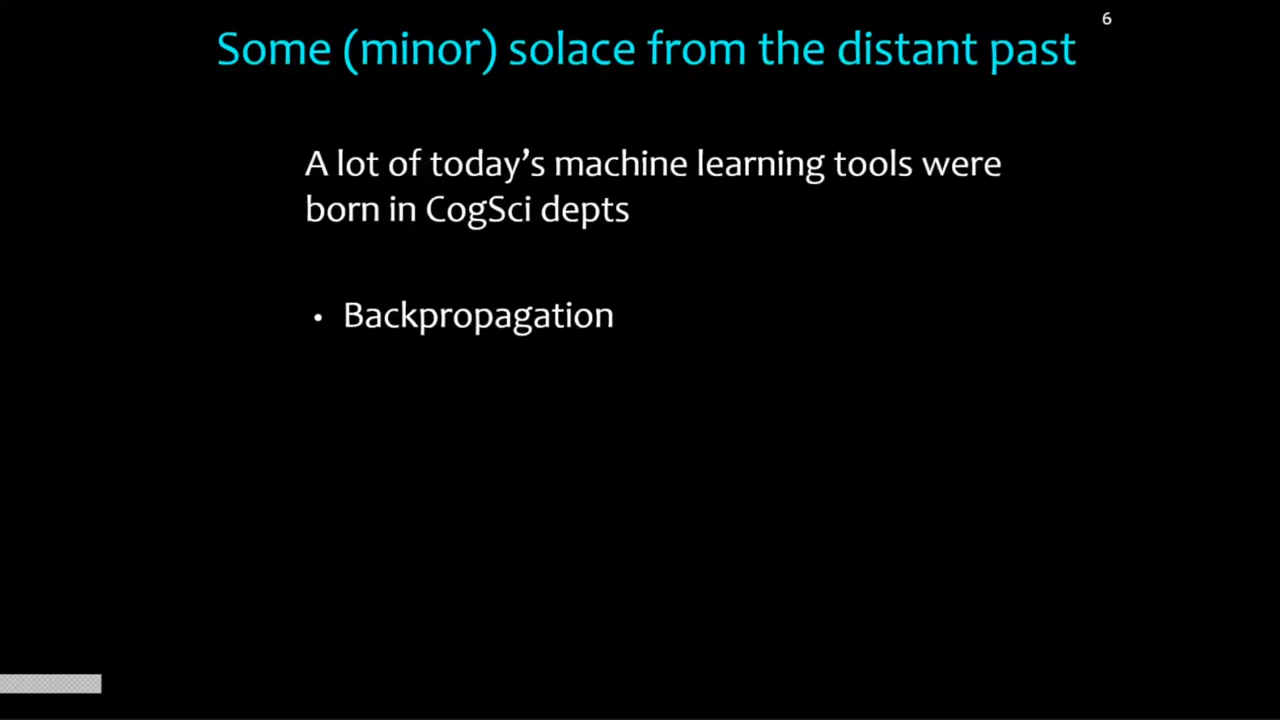 6
Some (minor) solace from the distant past
A lot of today’s machine learning tools were
born in CogSci depts
• Backpropagation